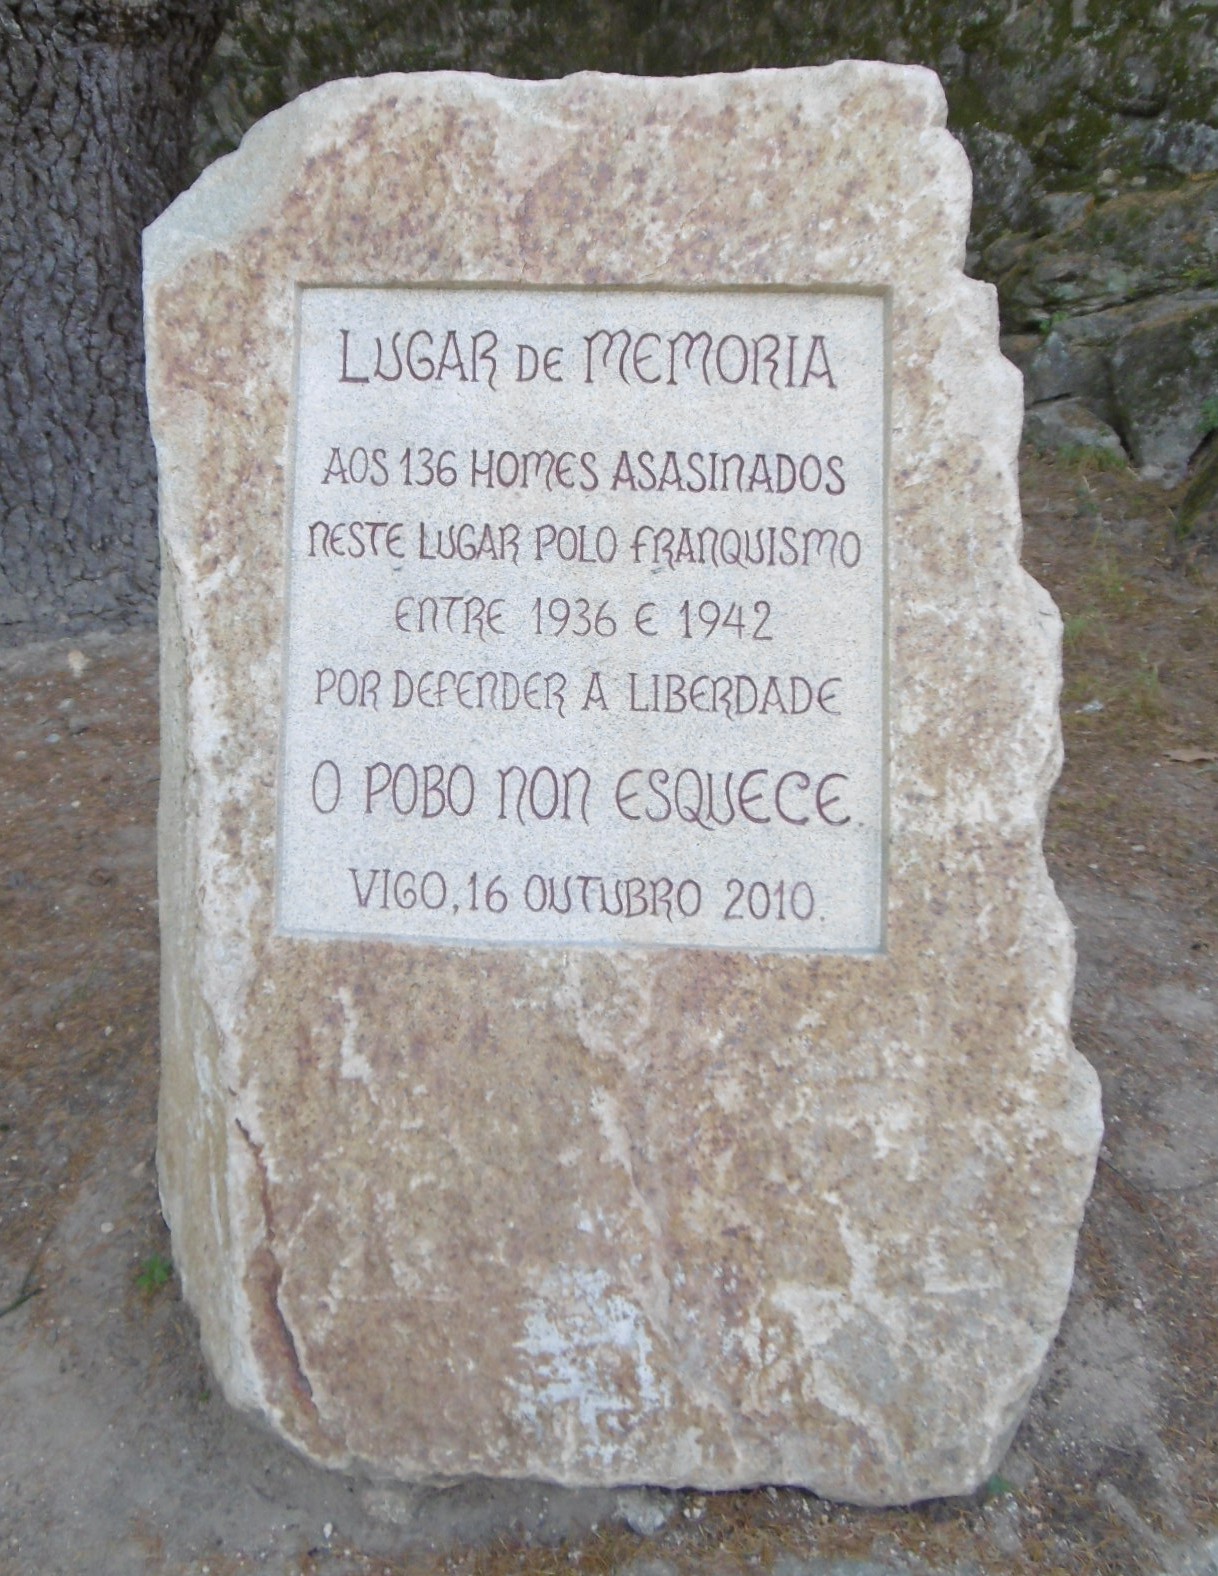 LUGAR DE MEMORIA
AOS 136 HOMES ASASINADOS
NESTE LUGAR POLO FRANQUISMO
ENTRE 1936 E 1942
POR DEFENDER A LIBERDADE
O POBO NON ESQUECE.
VIGO, 16 OUTUBRO 2010.